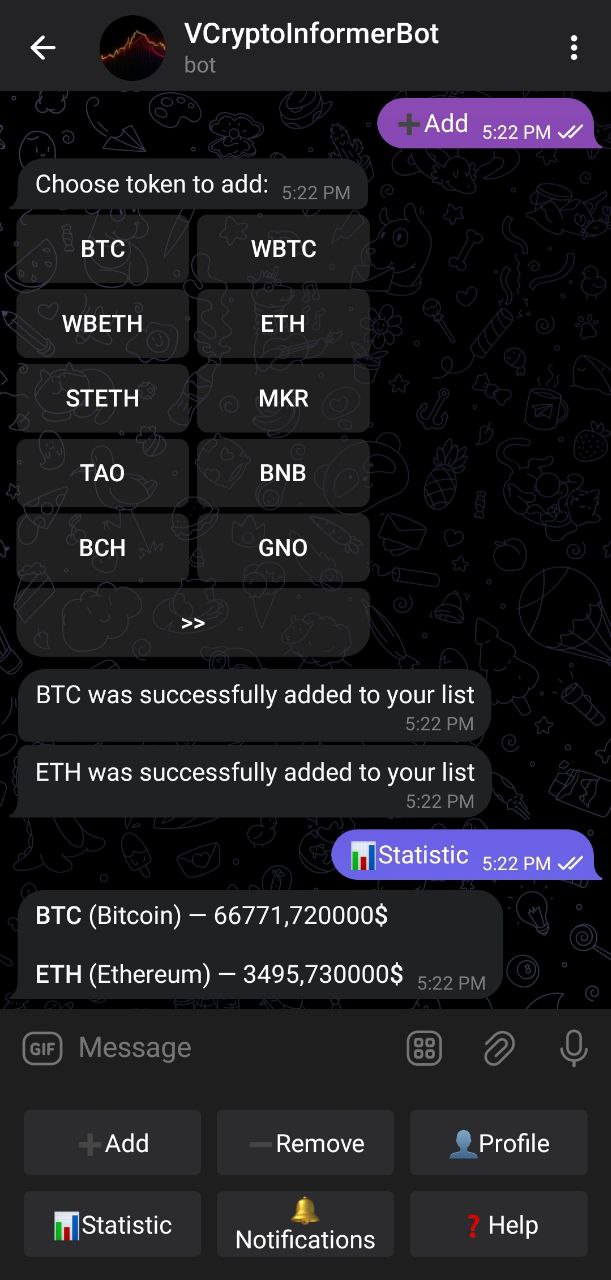 VCryptoInformerBot
bot
➕Add 5:22 PM
Choose token to add: 5:22 PM
BTC WBTC
WBETH ETH
STETH MKR
TAO BNB
BCH GNO
>>
BTC was successfully added to your list
5:22 PM
ETH was successfully added to your list
5:22 PM
📊Statistic 5:22 PM
BTC (Bitcoin) — 66771,720000$
ETH (Ethereum) — 3495,730000$ 5:22 PM
GIF Message
➕Add ➖Remove 👤Profile
📊Statistic 🔔Notifications ❓Help